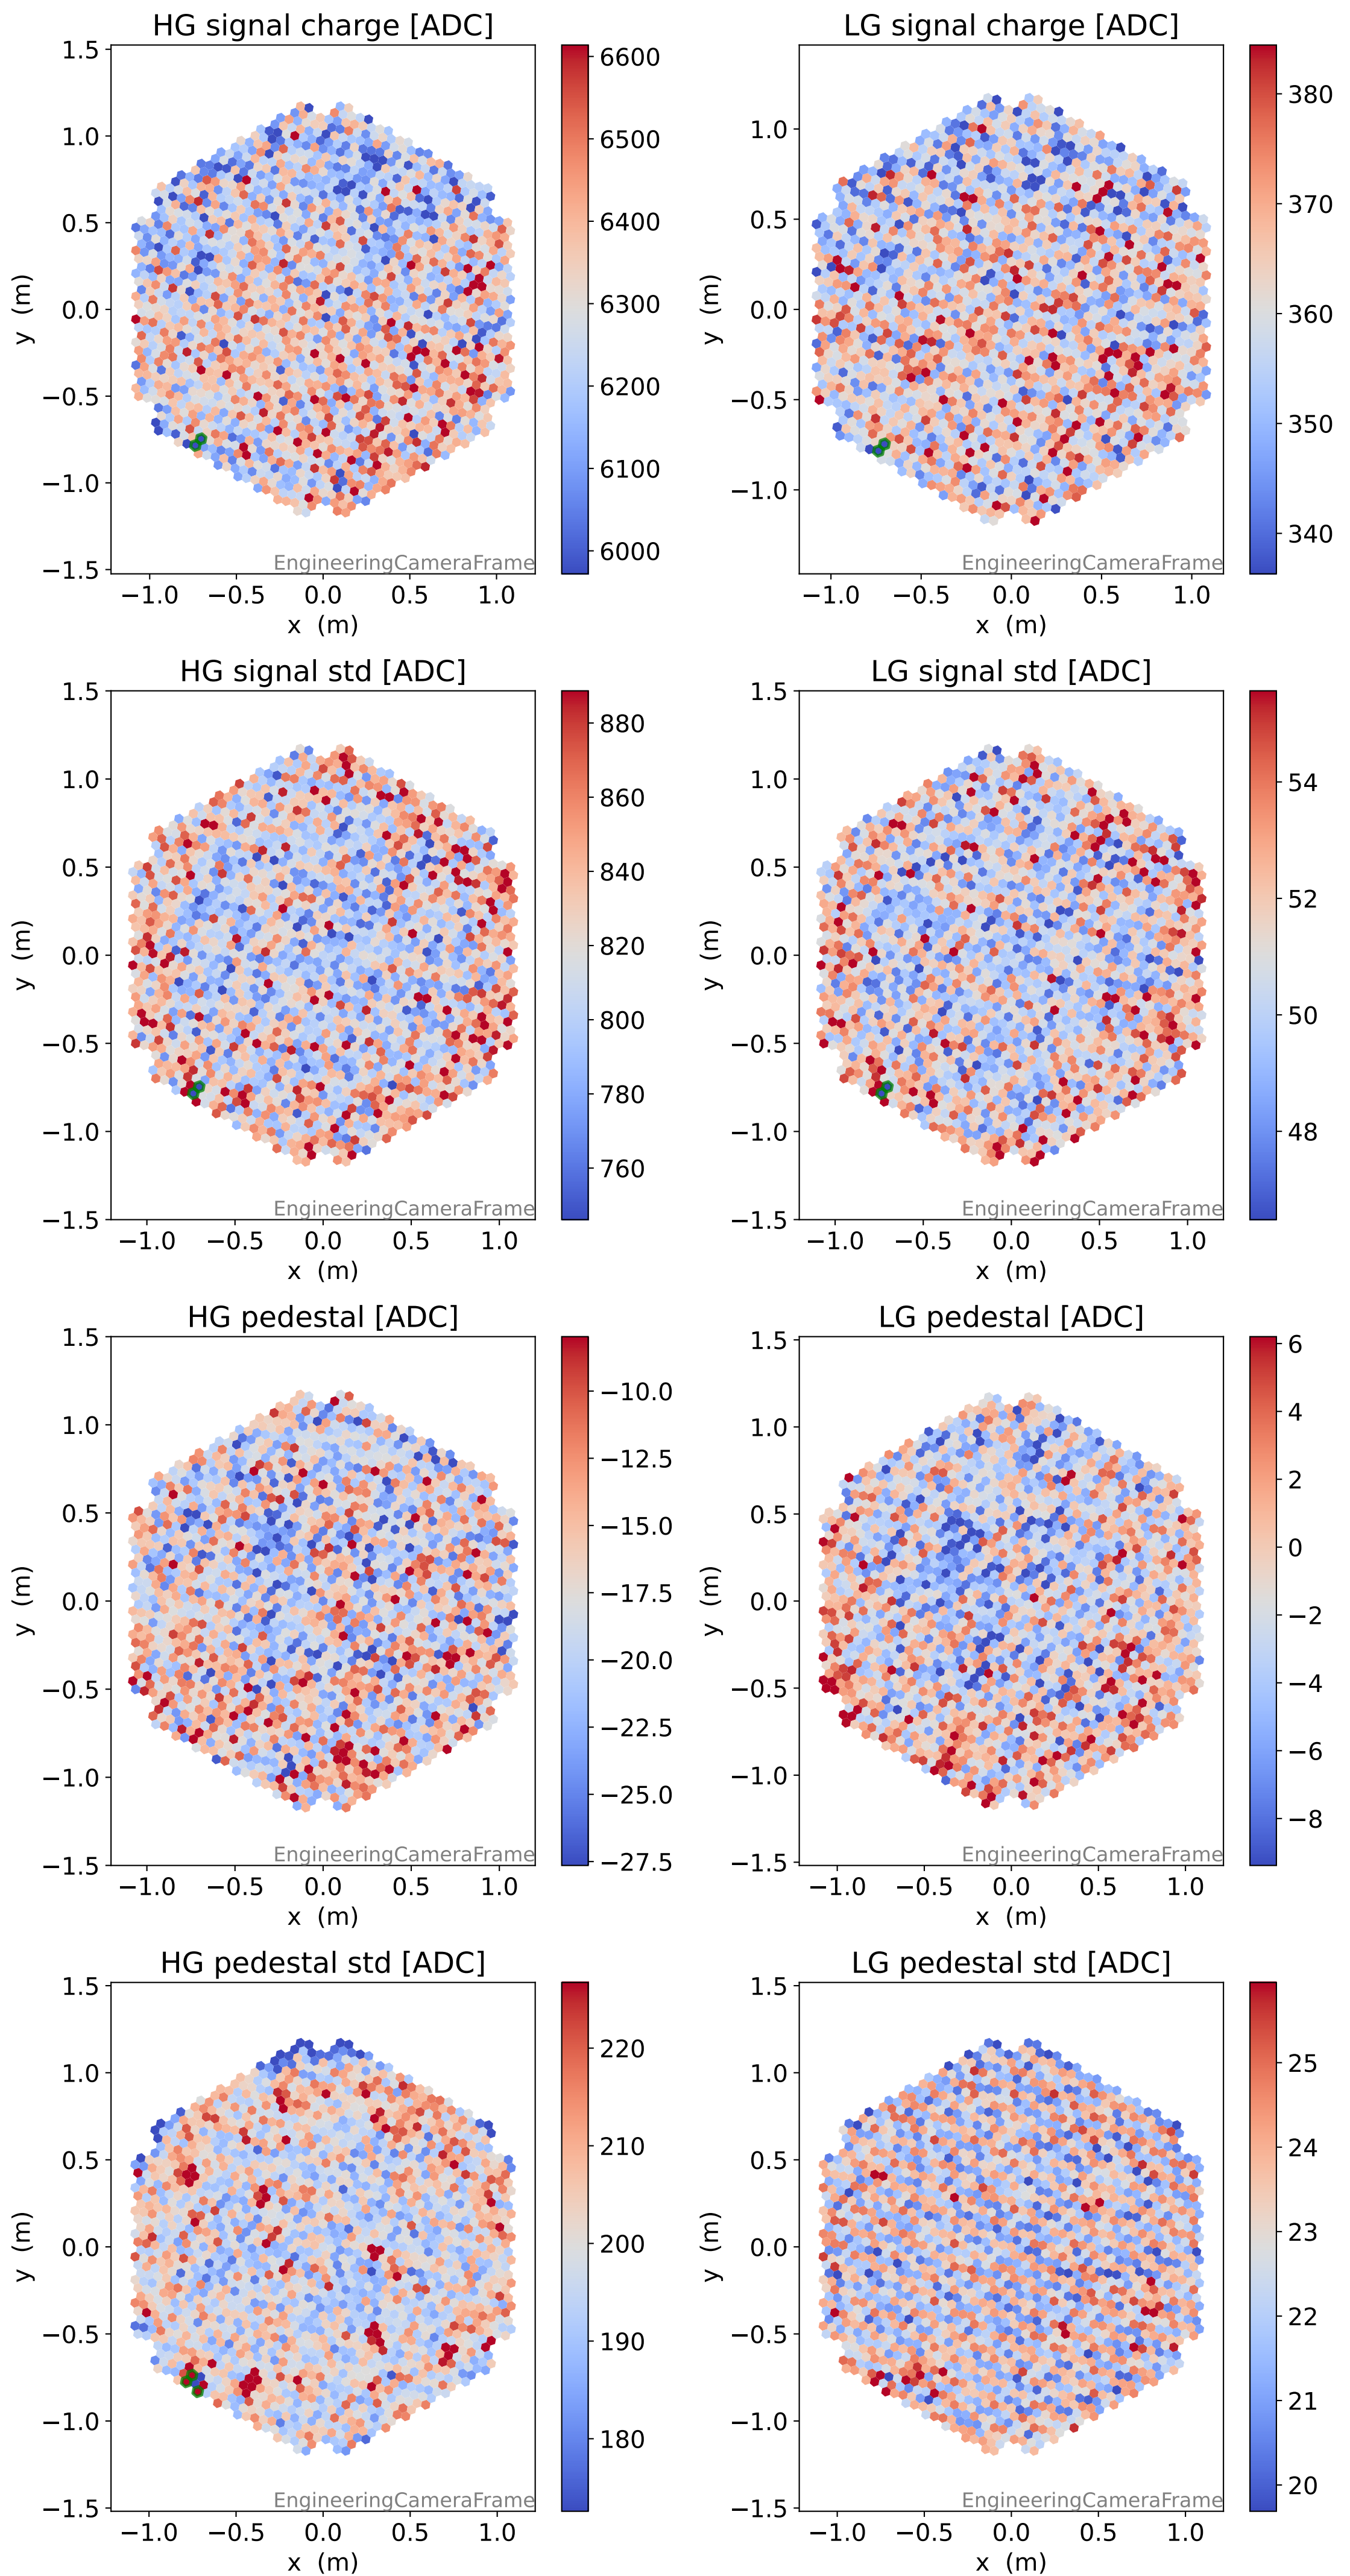 HG signal charge [ADC]
LG signal charge [ADC]
1.5
1.0
0.5
0.0
−0.5
−1.0
−1.5
y (m)
−1.0 −0.5 0.0 0.5 1.0
x (m)
EngineeringCameraFrame
6600
6500
6400
6300
6200
6100
6000
1.0
0.5
0.0
−0.5
−1.0
y (m)
−1.0 −0.5 0.0 0.5 1.0
x (m)
EngineeringCameraFrame
380
370
360
350
340
HG signal std [ADC]
LG signal std [ADC]
1.5
1.0
0.5
0.0
−0.5
−1.0
−1.5
y (m)
−1.0 −0.5 0.0 0.5 1.0
x (m)
EngineeringCameraFrame
880
860
840
820
800
780
760
1.5
1.0
0.5
0.0
−0.5
−1.0
−1.5
y (m)
−1.0 −0.5 0.0 0.5 1.0
x (m)
EngineeringCameraFrame
54
52
50
48
HG pedestal [ADC]
LG pedestal [ADC]
1.5
1.0
0.5
0.0
−0.5
−1.0
−1.5
y (m)
−1.0 −0.5 0.0 0.5 1.0
x (m)
EngineeringCameraFrame
−10.0
−12.5
−15.0
−17.5
−20.0
−22.5
−25.0
−27.5
1.5
1.0
0.5
0.0
−0.5
−1.0
−1.5
y (m)
−1.0 −0.5 0.0 0.5 1.0
x (m)
EngineeringCameraFrame
6
4
2
0
−2
−4
−6
−8
HG pedestal std [ADC]
LG pedestal std [ADC]
1.5
1.0
0.5
0.0
−0.5
−1.0
−1.5
y (m)
−1.0 −0.5 0.0 0.5 1.0
x (m)
EngineeringCameraFrame
220
210
200
190
180
1.5
1.0
0.5
0.0
−0.5
−1.0
−1.5
y (m)
−1.0 −0.5 0.0 0.5 1.0
x (m)
EngineeringCameraFrame
25
24
23
22
21
20